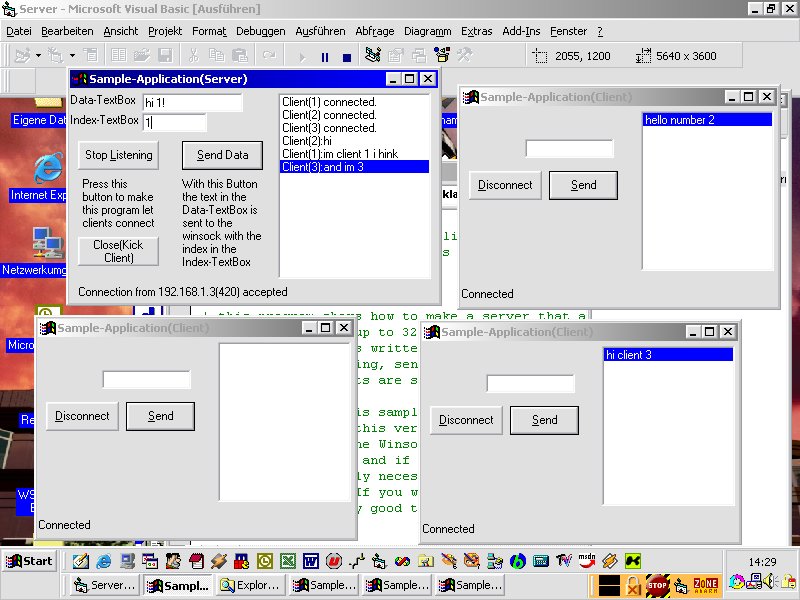 Server - Microsoft Visual Basic [Ausführen]
Datei Bearbeiten Ansicht Projekt Format Debuggen Ausführen Abfrage Diagramm Extras Add-Ins Fenster ?
2055, 1200
5640 x 3600
Sample-Application(Server)
Data-TextBox
hi 1!
Index-TextBox
1
Stop Listening
Send Data
Press this
button to make
this program let
clients connect
With this Button
the text in the
Data-TextBox is
sent to the
winsock with the
index in the
Index-TextBox
Close(Kick
Client)
Client(1) connected.
Client(2) connected.
Client(3) connected.
Client(2):hi
Client(1):im client 1 i hink
Client(3):and im 3
Connection from 192.168.1.3(420) accepted
Sample-Application(Client)
hello number 2
Disconnect
Send
Connected
Eigene Dat
Internet Exp
Netzwerkumg
Micro
Re
WS
kla
this program shows how to make a server that a
up to 32
s writte
ing, sen
ts are s
is sampl
this ver
he Winso
and if
ly neces
If you w
y good t
Sample-Application(Client)
Disconnect
Send
Connected
Sample-Application(Client)
hi client 3
Disconnect
Send
Connected
Start
msdn
14:29
Server...
Sampl...
Explor...
Sample...
Sample...
Sample...
STOP
ZONE
ALARM